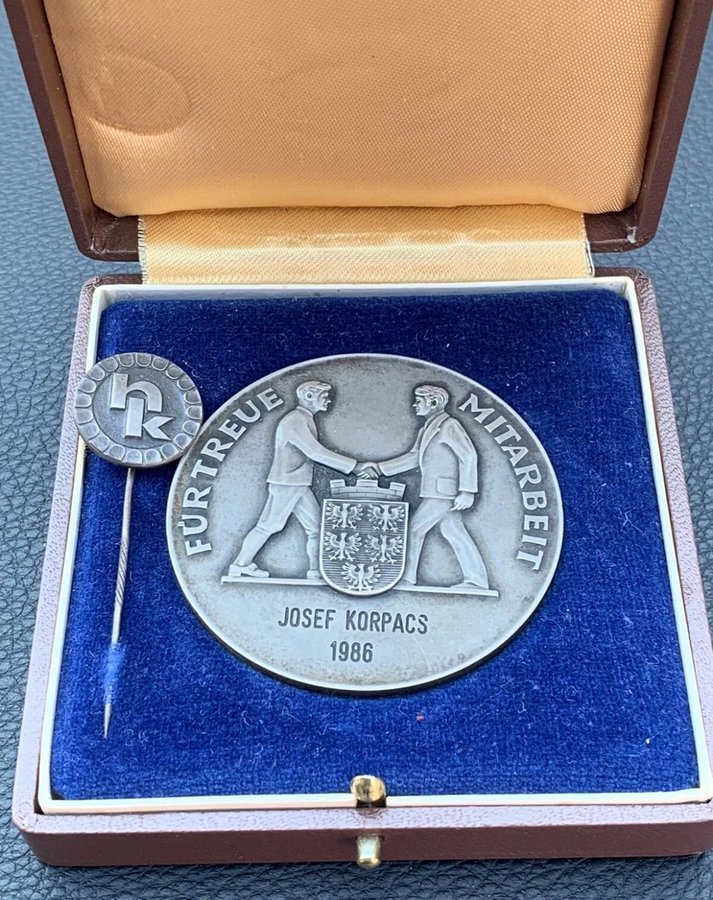 hk
FÜR TREUE MITARBEIT
JOSEF KORPACS
1986